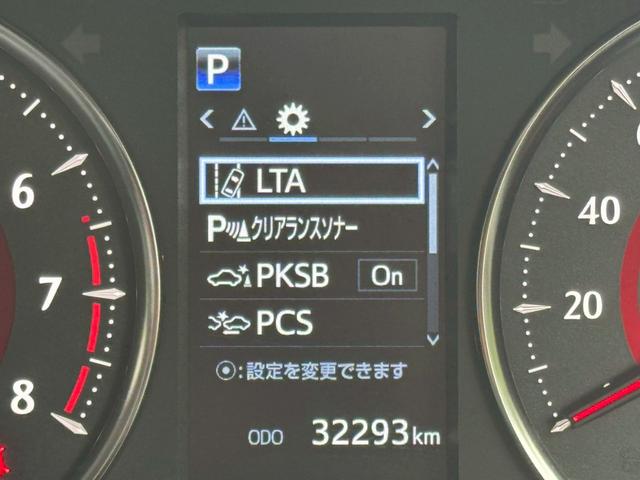 P
LTA
P クリアランスソナー
PKSB On
PCS
:設定を変更できます
ODO 32293km
6
7
8
40
20